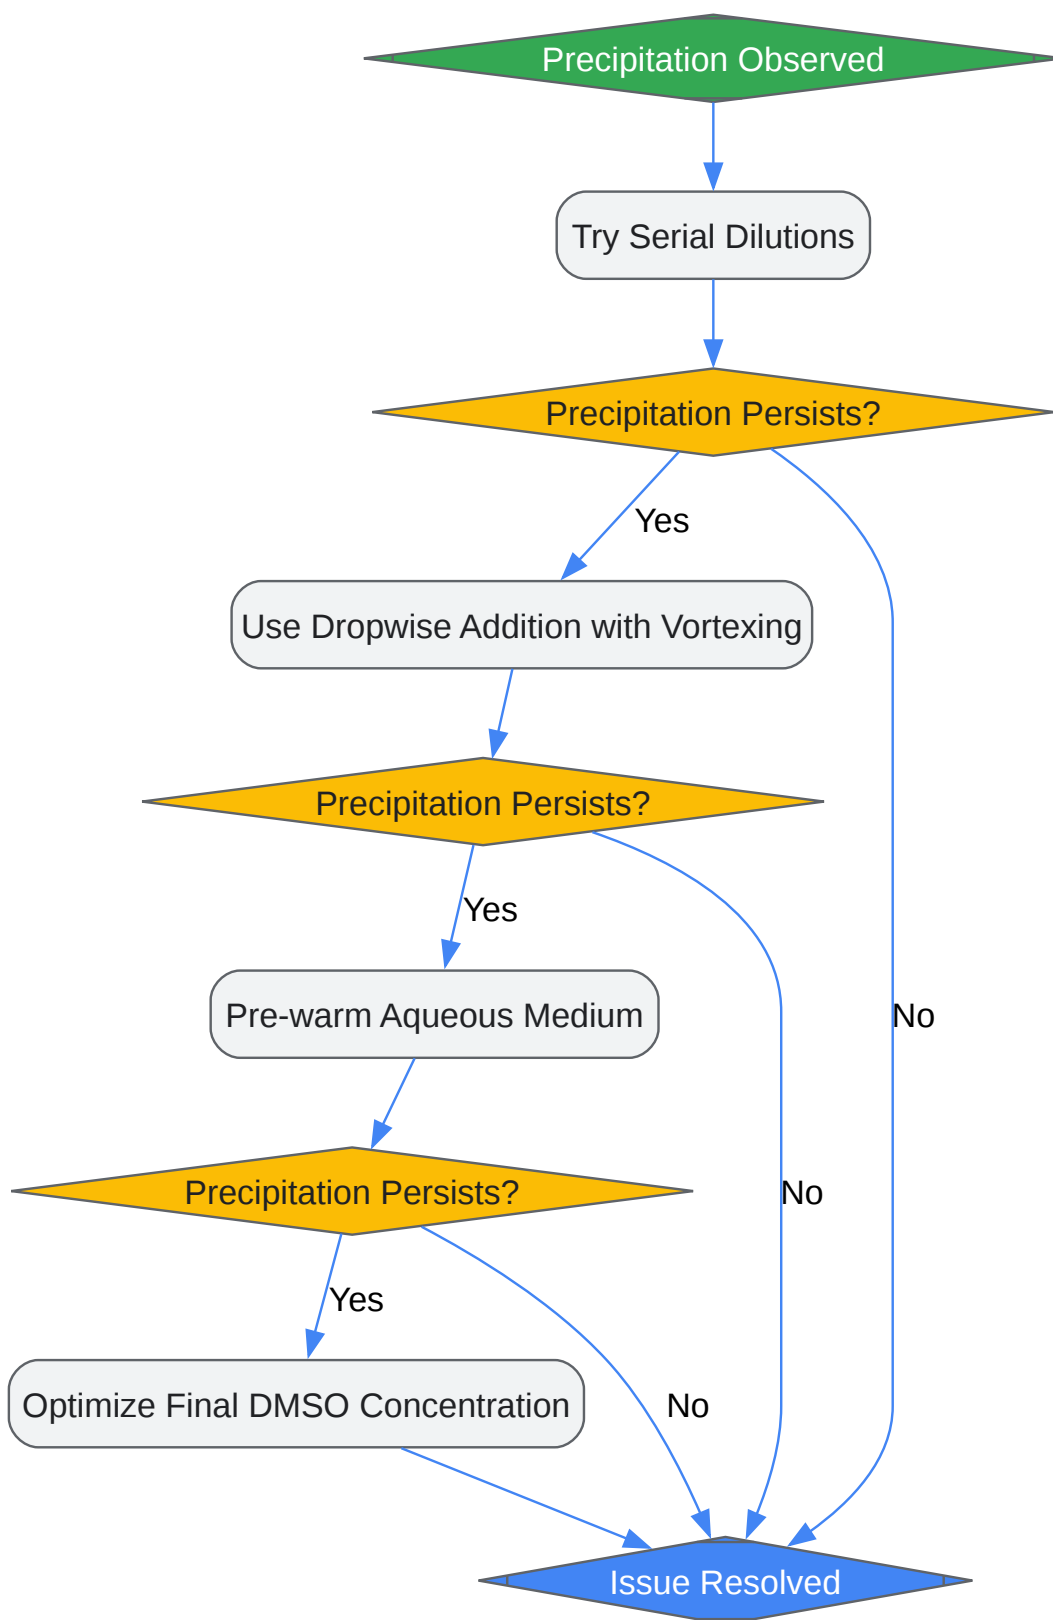 Precipitation Observed
Try Serial Dilutions
Precipitation Persists?
Yes
Use Dropwise Addition with Vortexing
Precipitation Persists?
Yes
Pre-warm Aqueous Medium
No
Precipitation Persists?
No
Yes
Optimize Final DMSO Concentration
No
Issue Resolved